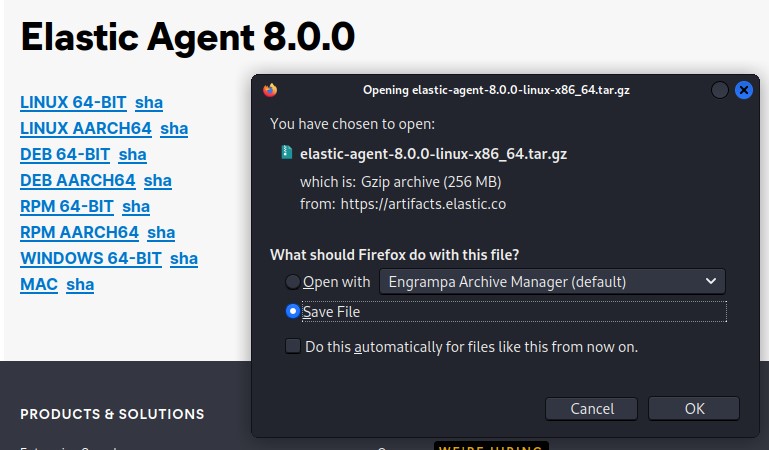 Elastic Agent 8.0.0
LINUX 64-BIT sha
LINUX AARCH64 sha
DEB 64-BIT sha
DEB AARCH64 sha
RPM 64-BIT sha
RPM AARCH64 sha
WINDOWS 64-BIT sha
MAC sha
Opening elastic-agent-8.0.0-linux-x86_64.tar.gz
You have chosen to open:
elastic-agent-8.0.0-linux-x86_64.tar.gz
which is: Gzip archive (256 MB)
from: https://artifacts.elastic.co
What should Firefox do with this file?
Open with Engrampa Archive Manager (default)
Save File
Do this automatically for files like this from now on.
Cancel OK
PRODUCTS & SOLUTIONS
WE'RE HIRING